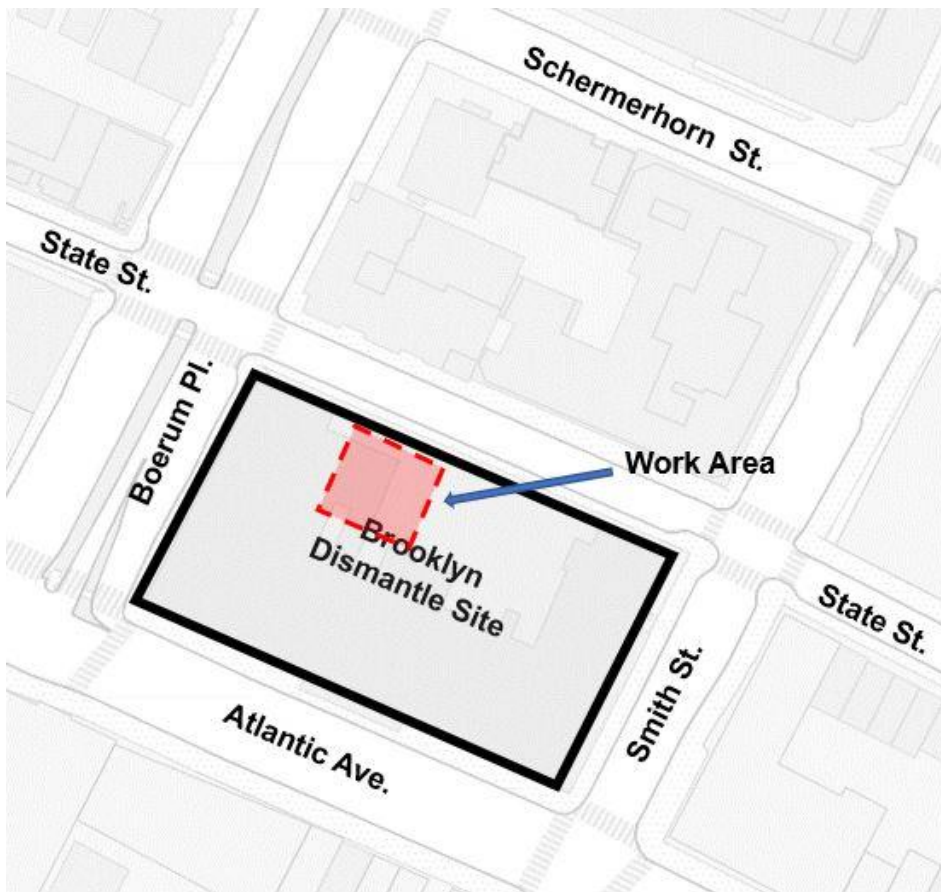 Schermerhorn St.
State St.
Boerum Pl.
Work Area
Brooklyn
Dismantle Site
State St.
Smith St.
Atlantic Ave.